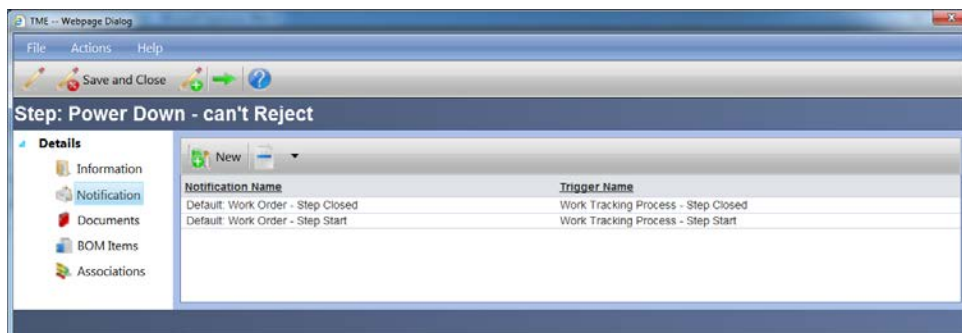 TME -- Webpage Dialog
File Actions Help
Save and Close
Step: Power Down - can't Reject
Details
Information
Notification
Documents
BOM Items
Associations
New
Notification Name Trigger Name
Default: Work Order - Step Closed Work Tracking Process - Step Closed
Default: Work Order - Step Start Work Tracking Process - Step Start